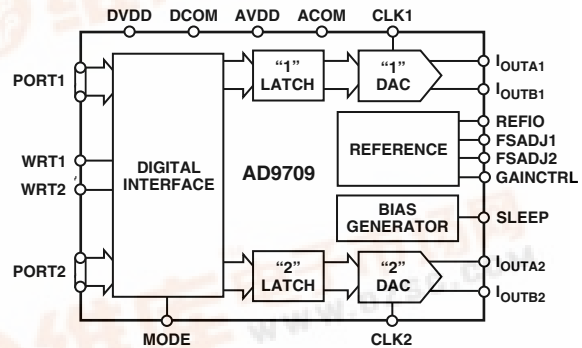 DVDD DCOM AVDD ACOM CLK1
PORT1
WRT1
WRT2
PORT2
DIGITAL
INTERFACE
AD9709
“1”
LATCH
“1”
DAC
REFERENCE
BIAS
GENERATOR
“2”
LATCH
“2”
DAC
IOUTA1
IOUTB1
REFIO
FSADJ1
FSADJ2
GAINCTRL
SLEEP
IOUTA2
IOUTB2
MODE
CLK2